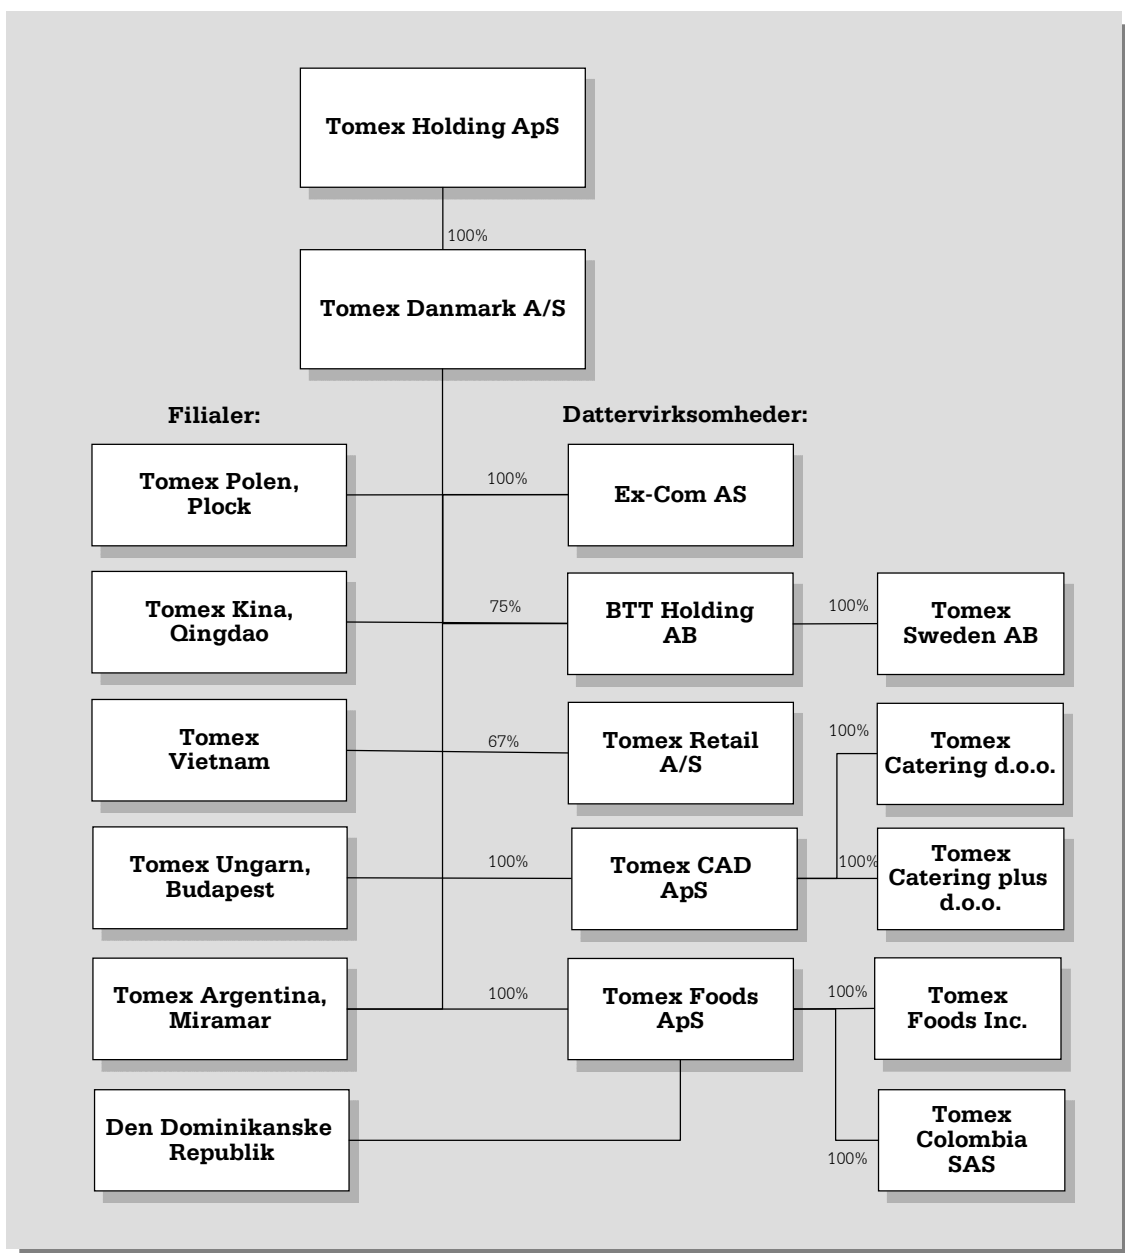 Tomex Holding ApS
100%
Tomex Danmark A/S
Filialer:
Dattervirksomheder:
Tomex Polen,
Plock
100%
Ex-Com AS
Tomex Kina,
Qingdao
75%
BTT Holding
AB
100%
Tomex
Sweden AB
Tomex
Vietnam
67%
Tomex Retail
A/S
100%
Tomex
Catering d.o.o.
Tomex Ungarn,
Budapest
100%
Tomex CAD
ApS
100%
Tomex
Catering plus
d.o.o.
Tomex Argentina,
Miramar
100%
Tomex Foods
ApS
100%
Tomex
Foods Inc.
Den Dominikanske
Republik
100%
Tomex
Colombia
SAS